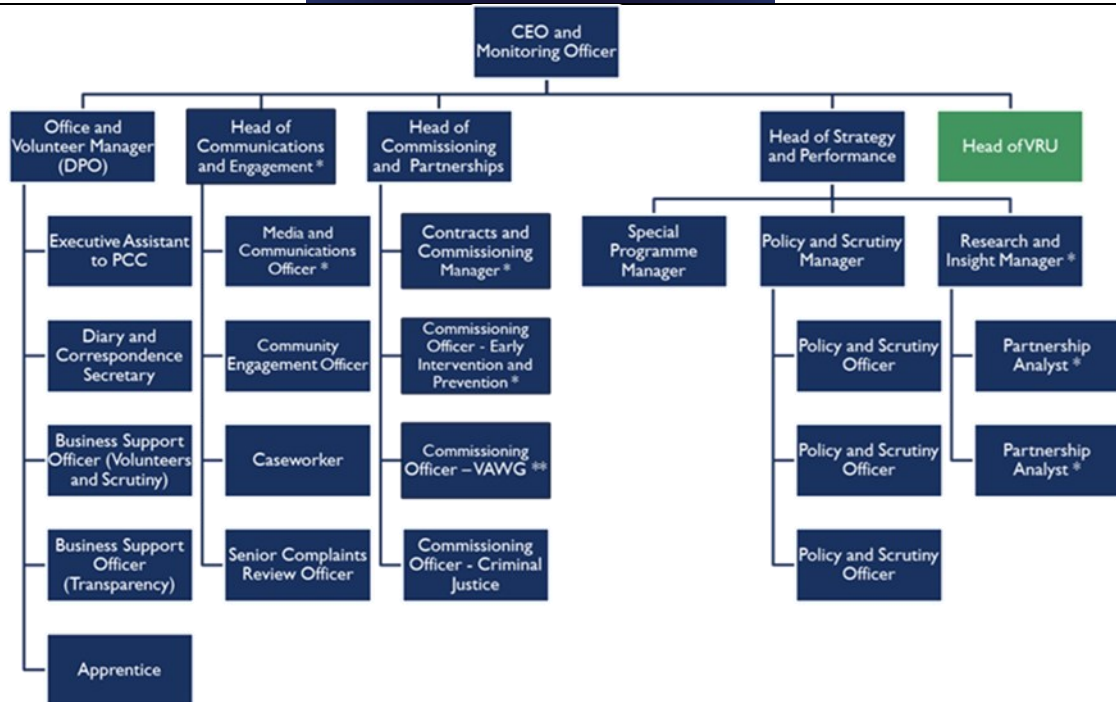 CEO and
Monitoring Officer
Office and
Volunteer Manager
(DPO)
Head of
Communications
and Engagement *
Head of
Commissioning
and Partnerships
Head of Strategy
and Performance
Head of VRU
Executive Assistant
to PCC
Media and
Communications
Officer *
Contracts and
Commissioning
Manager *
Special
Programme
Manager
Policy and Scrutiny
Manager
Research and
Insight Manager *
Diary and
Correspondence
Secretary
Community
Engagement Officer
Commissioning
Officer - Early
Intervention and
Prevention *
Policy and Scrutiny
Officer
Partnership
Analyst *
Business Support
Officer (Volunteers
and Scrutiny)
Caseworker
Commissioning
Officer – VAWG **
Policy and Scrutiny
Officer
Partnership
Analyst *
Business Support
Officer
(Transparency)
Senior Complaints
Review Officer
Commissioning
Officer - Criminal
Justice
Policy and Scrutiny
Officer
Apprentice